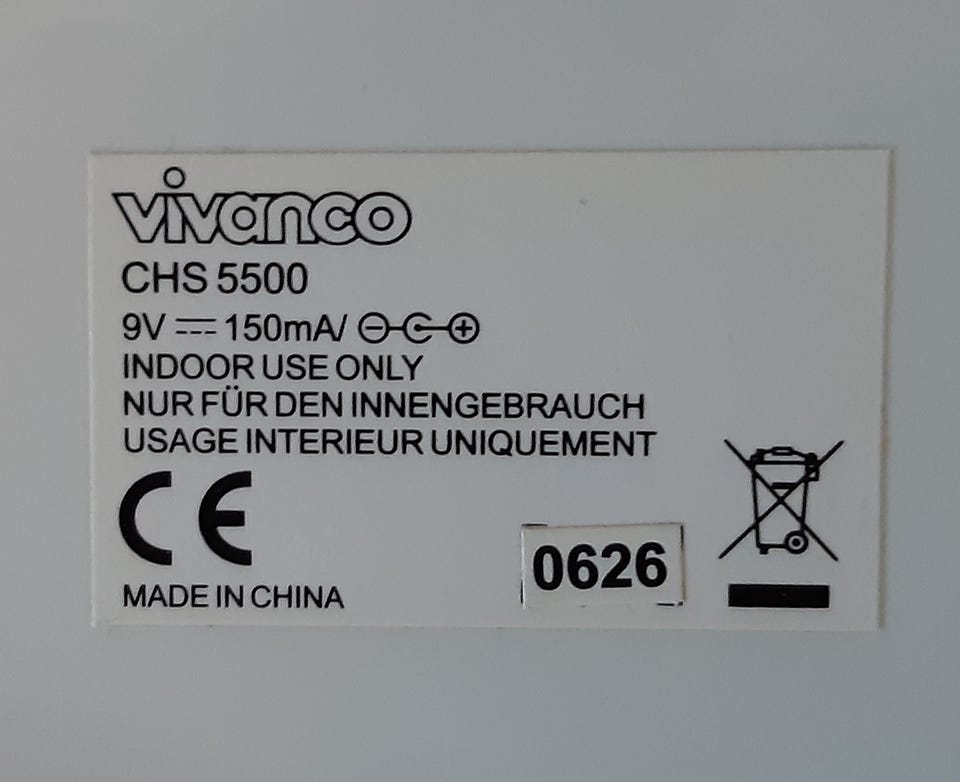 vivanco
CHS 5500
9V ⎓ 150mA/
INDOOR USE ONLY
NUR FÜR DEN INNENGEBRAUCH
USAGE INTERIEUR UNIQUEMENT
CE
0626
MADE IN CHINA